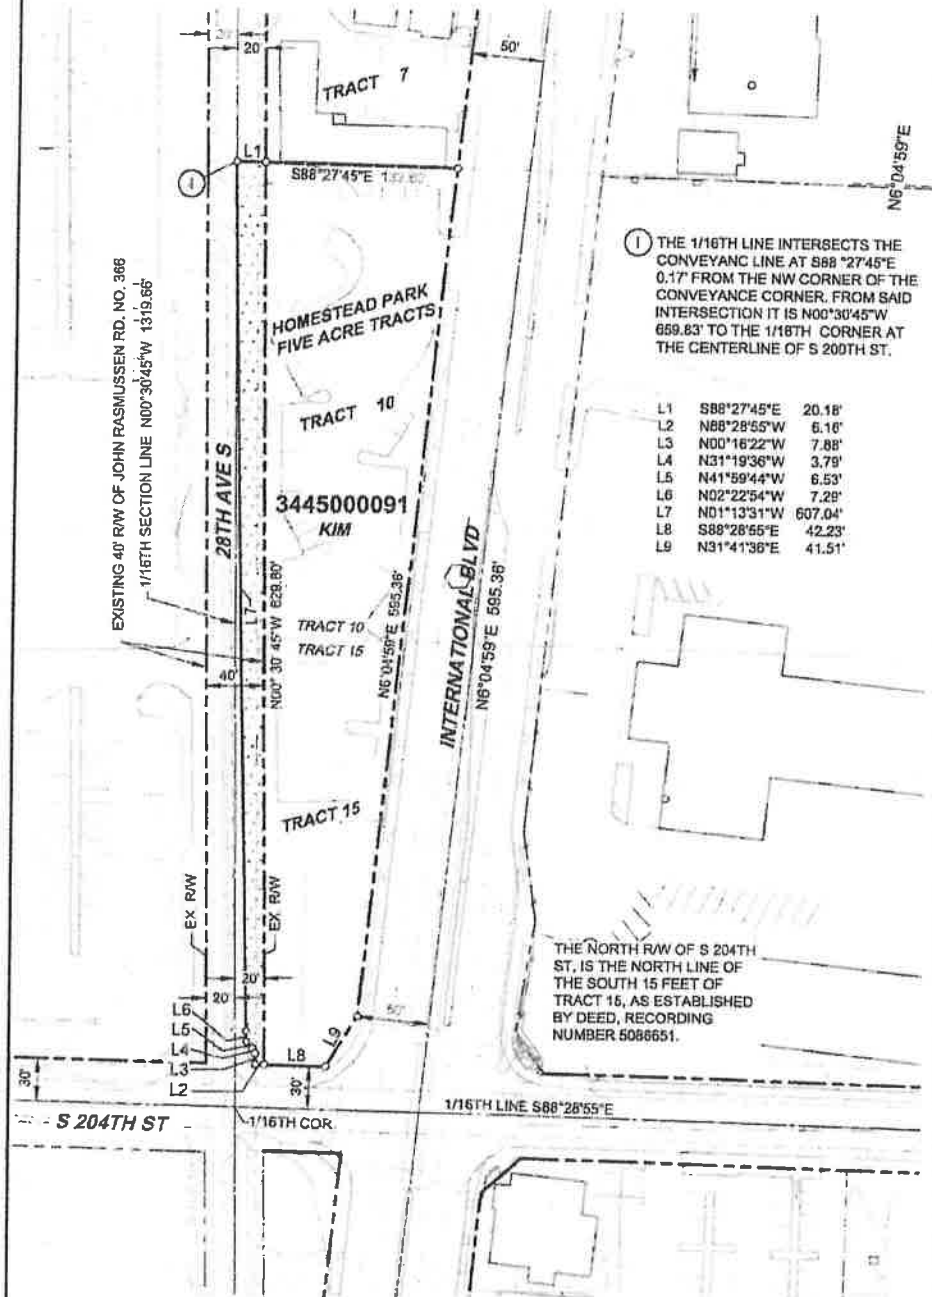 20'
20'
50'
TRACT 7
L1
S88°27'45"E
N6°04'59"E
1 THE 1/16TH LINE INTERSECTS THE
CONVEYANC LINE AT S88 °27'45"E
0.17' FROM THE NW CORNER OF THE
CONVEYANCE CORNER. FROM SAID
INTERSECTION IT IS N00°30'45"W
659.83' TO THE 1/16TH CORNER AT
THE CENTERLINE OF S 200TH ST.
EXISTING 40' R/W OF JOHN RASMUSSEN RD. NO. 366
1/16TH SECTION LINE N00°30'45"W 1319.66'
HOMESTEAD PARK
FIVE ACRE TRACTS
TRACT 10
L1 S88°27'45"E 20.18'
L2 N88°28'55"W 6.16'
L3 N00°16'22"W 7.88'
L4 N31°19'36"W 3.79'
L5 N41°59'44"W 6.53'
L6 N02°22'54"W 7.29'
L7 N01°13'31"W 607.04'
L8 S88°28'55"E 42.23'
L9 N31°41'36"E 41.51'
28TH AVE S
3445000091
KIM
L7
N00° 30 45"W 629.80'
TRACT 10
TRACT 15
N6°04'59"E 595.36'
INTERNATIONAL BLVD
N6°04'59"E 595.36'
40'
TRACT 15
EX R/W
EX R/W
THE NORTH R/W OF S 204TH
ST, IS THE NORTH LINE OF
THE SOUTH 15 FEET OF
TRACT 15, AS ESTABLISHED
BY DEED, RECORDING
NUMBER 5086651.
20'
20'
50'
L6
L5
L4
L3
L2
L8
L9
30'
30'
1/16TH LINE S88°28'55"E
S 204TH ST
1/16TH COR